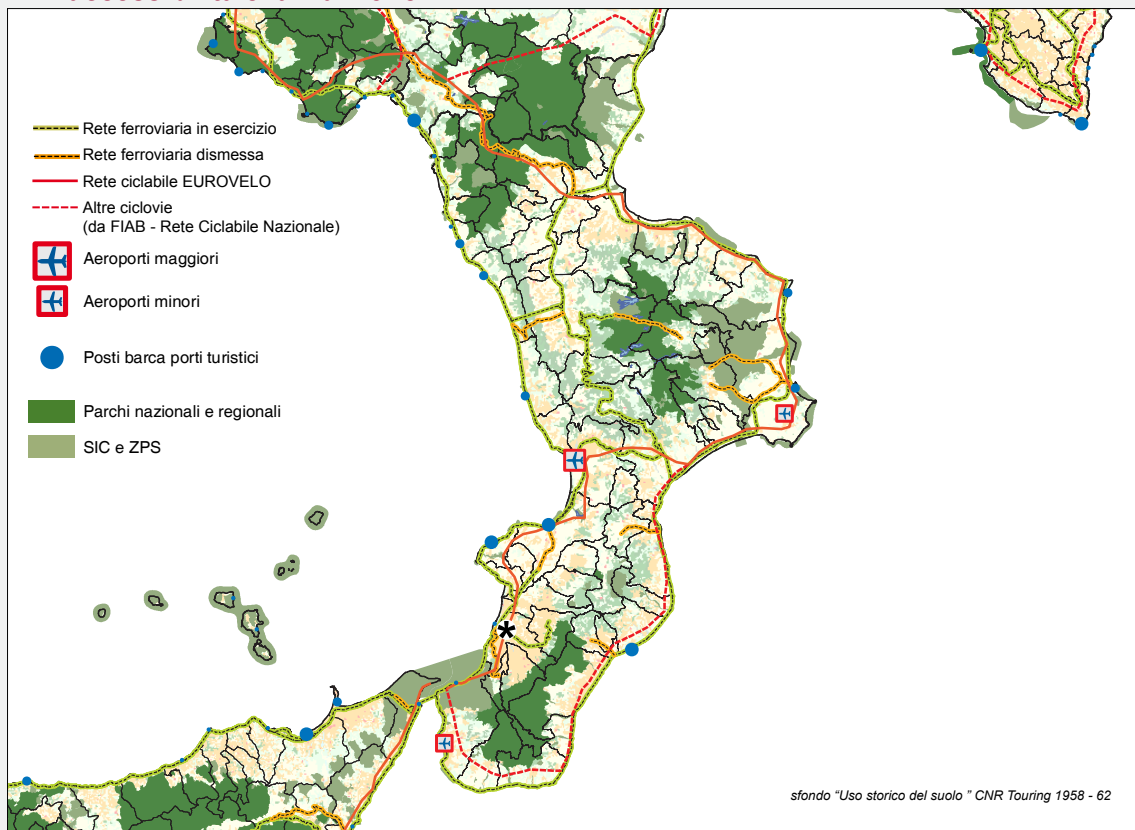 Rete ferroviaria in esercizio
Rete ferroviaria dismessa
Rete ciclabile EUROVELO
Altre ciclovie
(da FIAB - Rete Ciclabile Nazionale)
Aeroporti maggiori
Aeroporti minori
Posti barca porti turistici
Parchi nazionali e regionali
SIC e ZPS
*
sfondo “Uso storico del suolo ” CNR Touring 1958 - 62